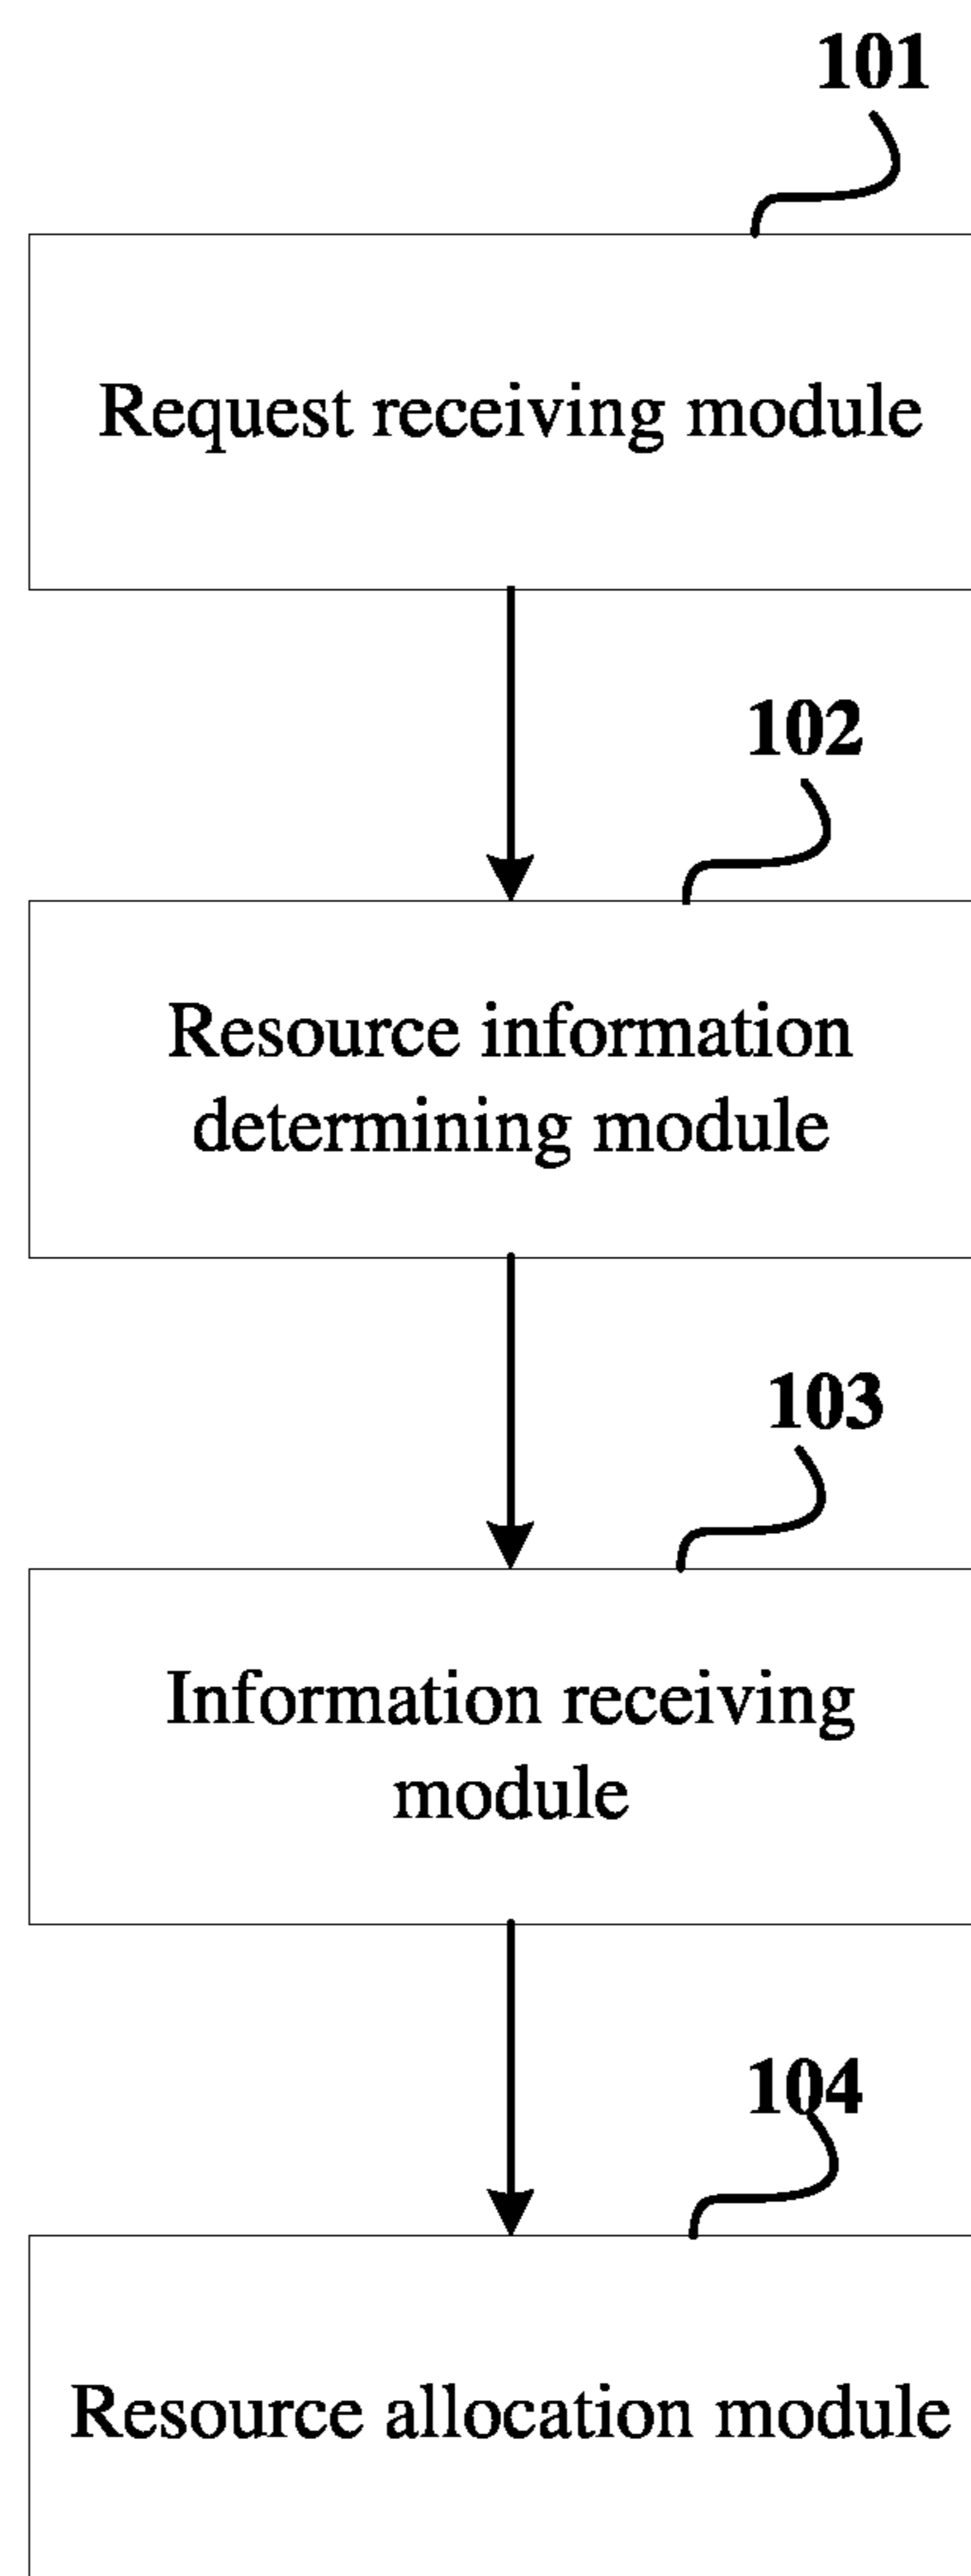 101
Request receiving module
102
Resource information
determining module
103
Information receiving
module
104
Resource allocation module